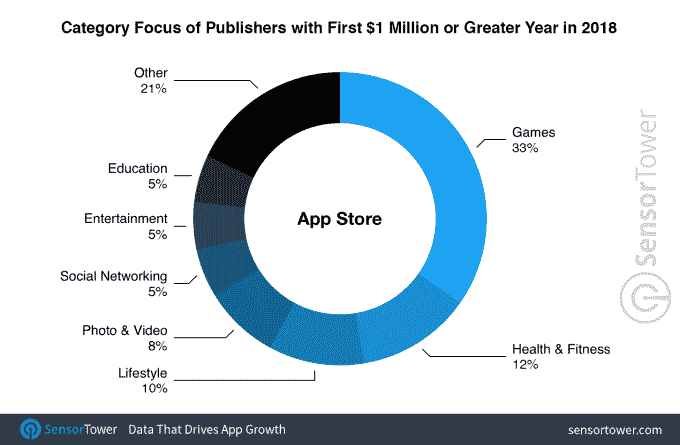 Category Focus of Publishers with First $1 Million or Greater Year in 2018
Other
21%
Games
33%
Education
5%
Entertainment
5%
App Store
Social Networking
5%
Photo & Video
8%
Health & Fitness
12%
Lifestyle
10%
SensorTower
SensorTower
Data That Drives App Growth
sensortower.com